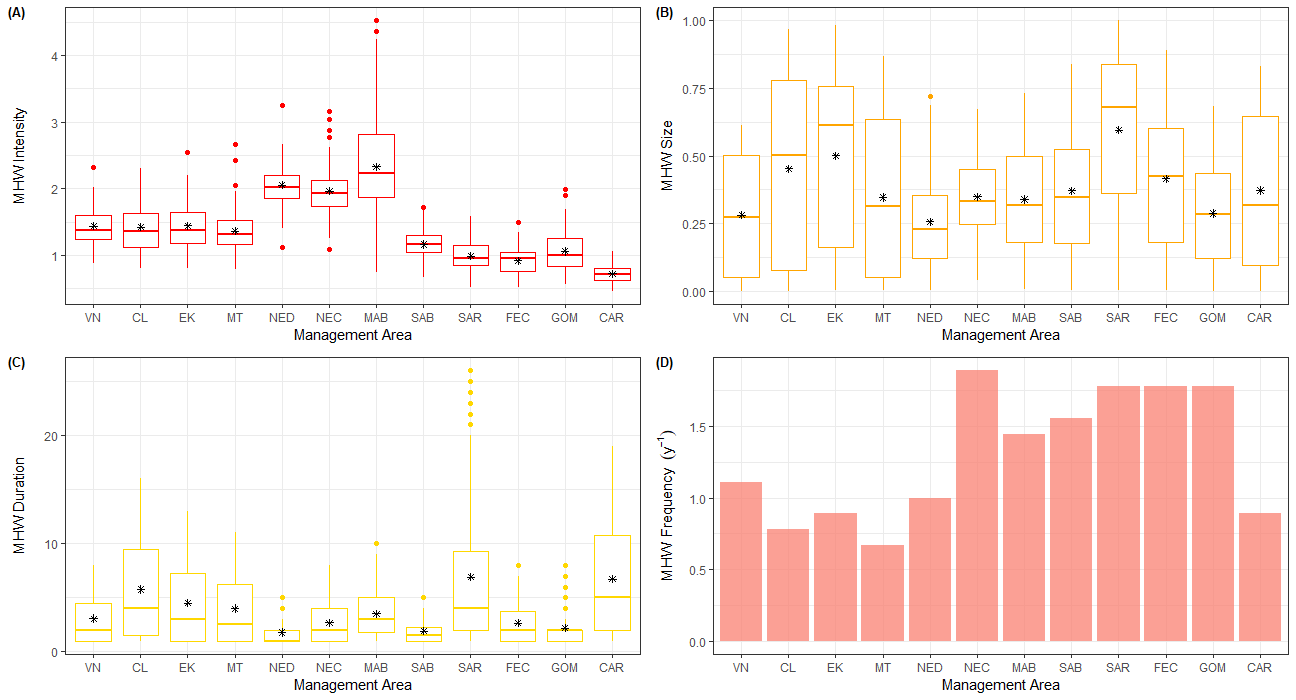 (A)
MHW Intensity
4
3
2
1
VN CL EK MT NED NEC MAB SAB SAR FEC GOM CAR
Management Area
(B)
MHW Size
1.00
0.75
0.50
0.25
0.00
VN CL EK MT NED NEC MAB SAB SAR FEC GOM CAR
Management Area
(C)
MHW Duration
20
10
0
VN CL EK MT NED NEC MAB SAB SAR FEC GOM CAR
Management Area
(D)
MHW Frequency (y⁻¹)
1.5
1.0
0.5
0.0
VN CL EK MT NED NEC MAB SAB SAR FEC GOM CAR
Management Area